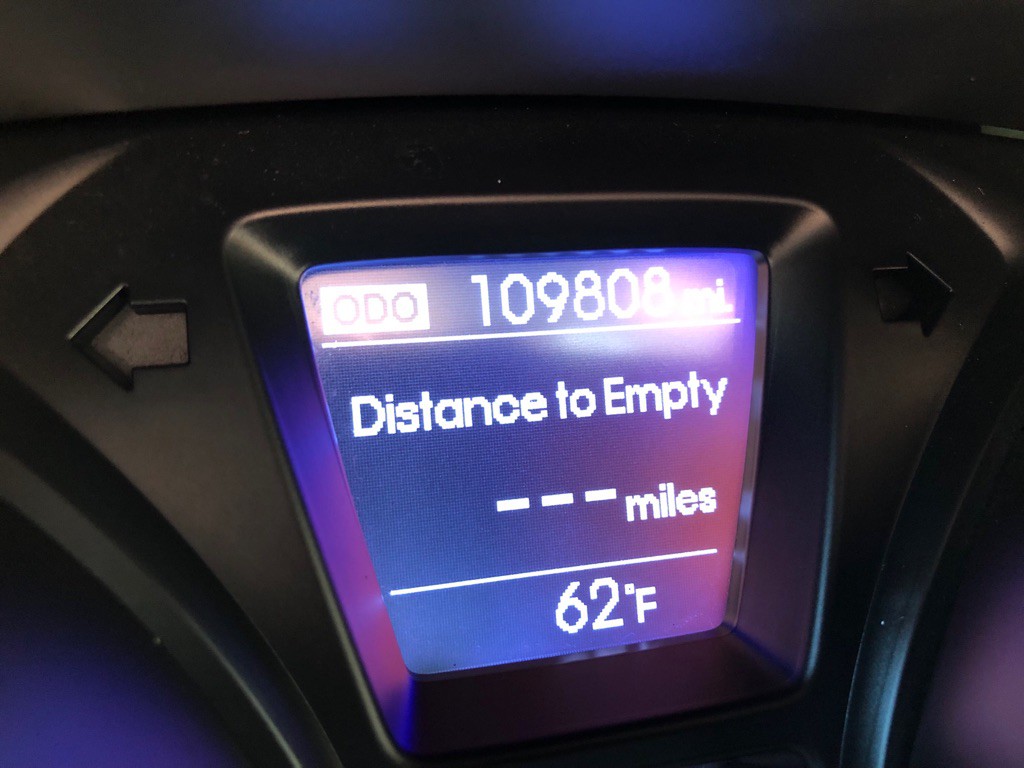 ODO 109808 mi
Distance to Empty
--- miles
62°F